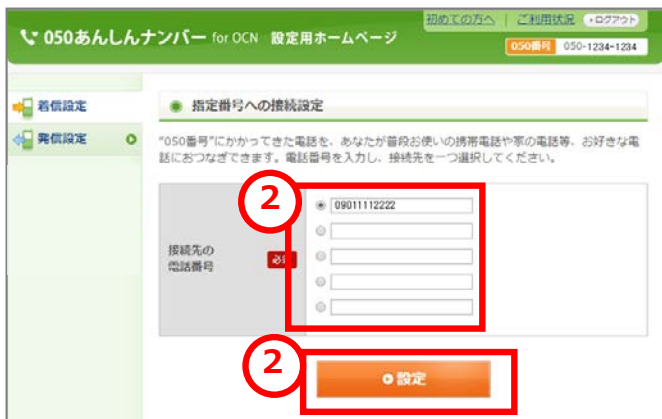 初めての方へ | ご利用状況 ログアウト
050あんしんナンバー for OCN 設定用ホームページ
050番号 050-1234-1234
着信設定
発信設定
指定番号への接続設定
"050番号"にかかってきた電話を、あなたが普段お使いの携帯電話や家の電話等、お好きな電
話におつなぎできます。電話番号を入力し、接続先を一つ選択してください。
2
09011112222
接続先の
電話番号
必須
2
設定